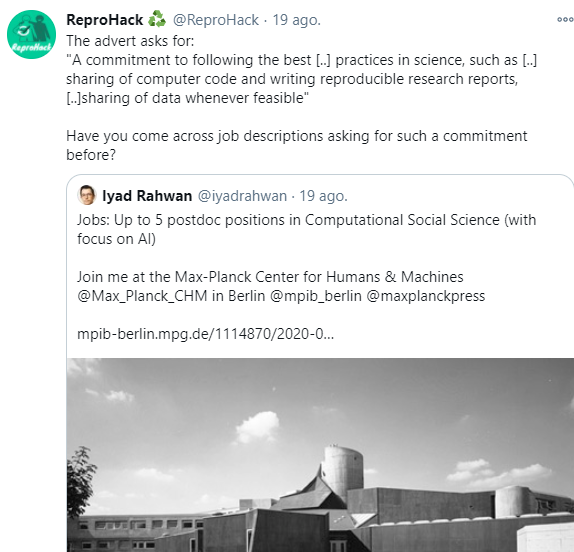 ReproHack ♻ @ReproHack · 19 ago.
The advert asks for:
"A commitment to following the best [..] practices in science, such as [..]
sharing of computer code and writing reproducible research reports,
[..]sharing of data whenever feasible"
Have you come across job descriptions asking for such a commitment
before?
Iyad Rahwan @iyadrahwan · 19 ago.
Jobs: Up to 5 postdoc positions in Computational Social Science (with
focus on AI)
Join me at the Max-Planck Center for Humans & Machines
@Max_Planck_CHM in Berlin @mpib_berlin @maxplanckpress
mpib-berlin.mpg.de/1114870/2020-0...
ReproHack